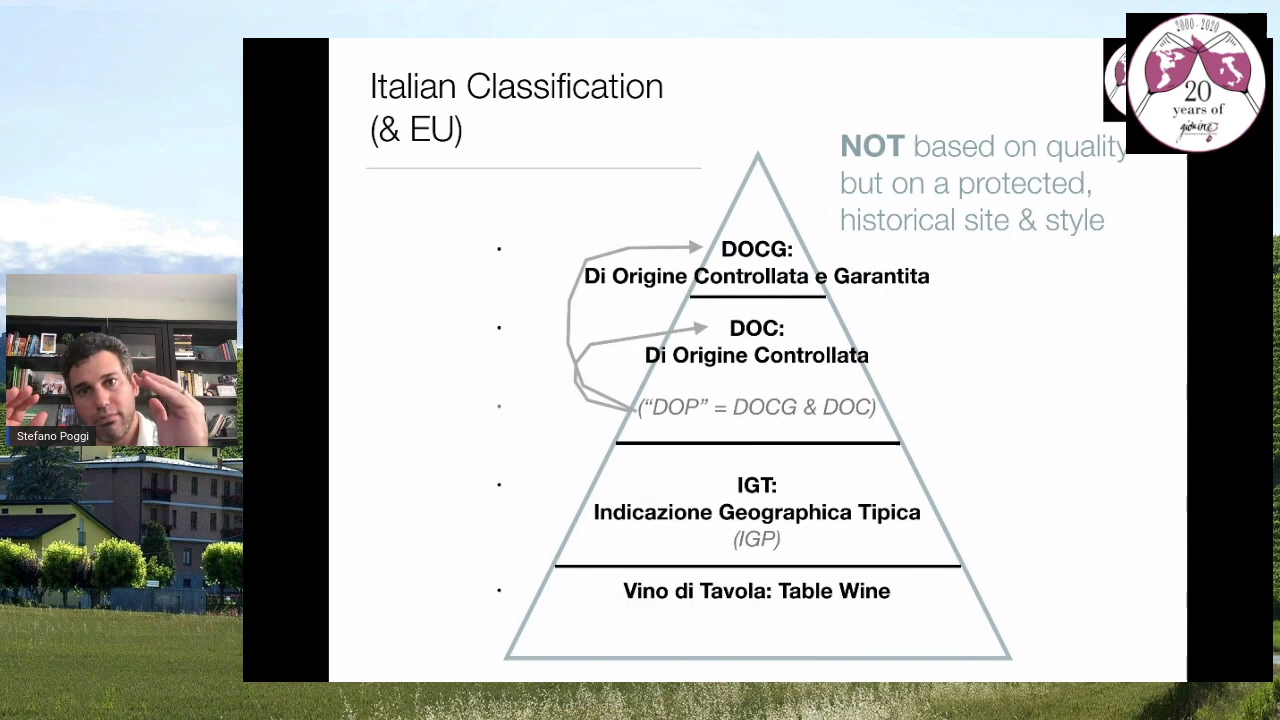 Italian Classification
(& EU)
NOT based on quality
but on a protected,
historical site & style
DOCG:
Di Origine Controllata e Garantita
DOC:
Di Origine Controllata
(“DOP” = DOCG & DOC)
IGT:
Indicazione Geographica Tipica
(IGP)
Vino di Tavola: Table Wine
Stefano Poggi
2000-2020
20
years of
giowine